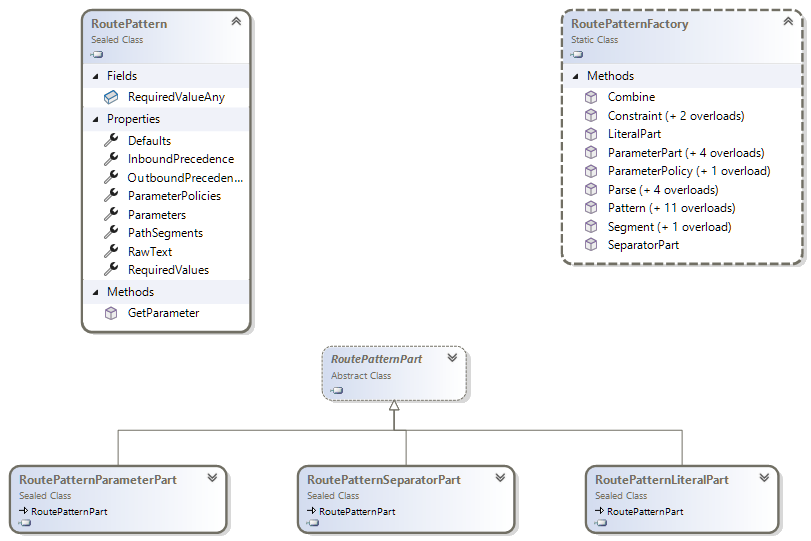 RoutePattern
Sealed Class
Fields
RequiredValueAny
Properties
Defaults
InboundPrecedence
OutboundPreceden...
ParameterPolicies
Parameters
PathSegments
RawText
RequiredValues
Methods
GetParameter
RoutePatternFactory
Static Class
Methods
Combine
Constraint (+ 2 overloads)
LiteralPart
ParameterPart (+ 4 overloads)
ParameterPolicy (+ 1 overload)
Parse (+ 4 overloads)
Pattern (+ 11 overloads)
Segment (+ 1 overload)
SeparatorPart
RoutePatternPart
Abstract Class
RoutePatternParameterPart
Sealed Class
RoutePatternPart
RoutePatternSeparatorPart
Sealed Class
RoutePatternPart
RoutePatternLiteralPart
Sealed Class
RoutePatternPart